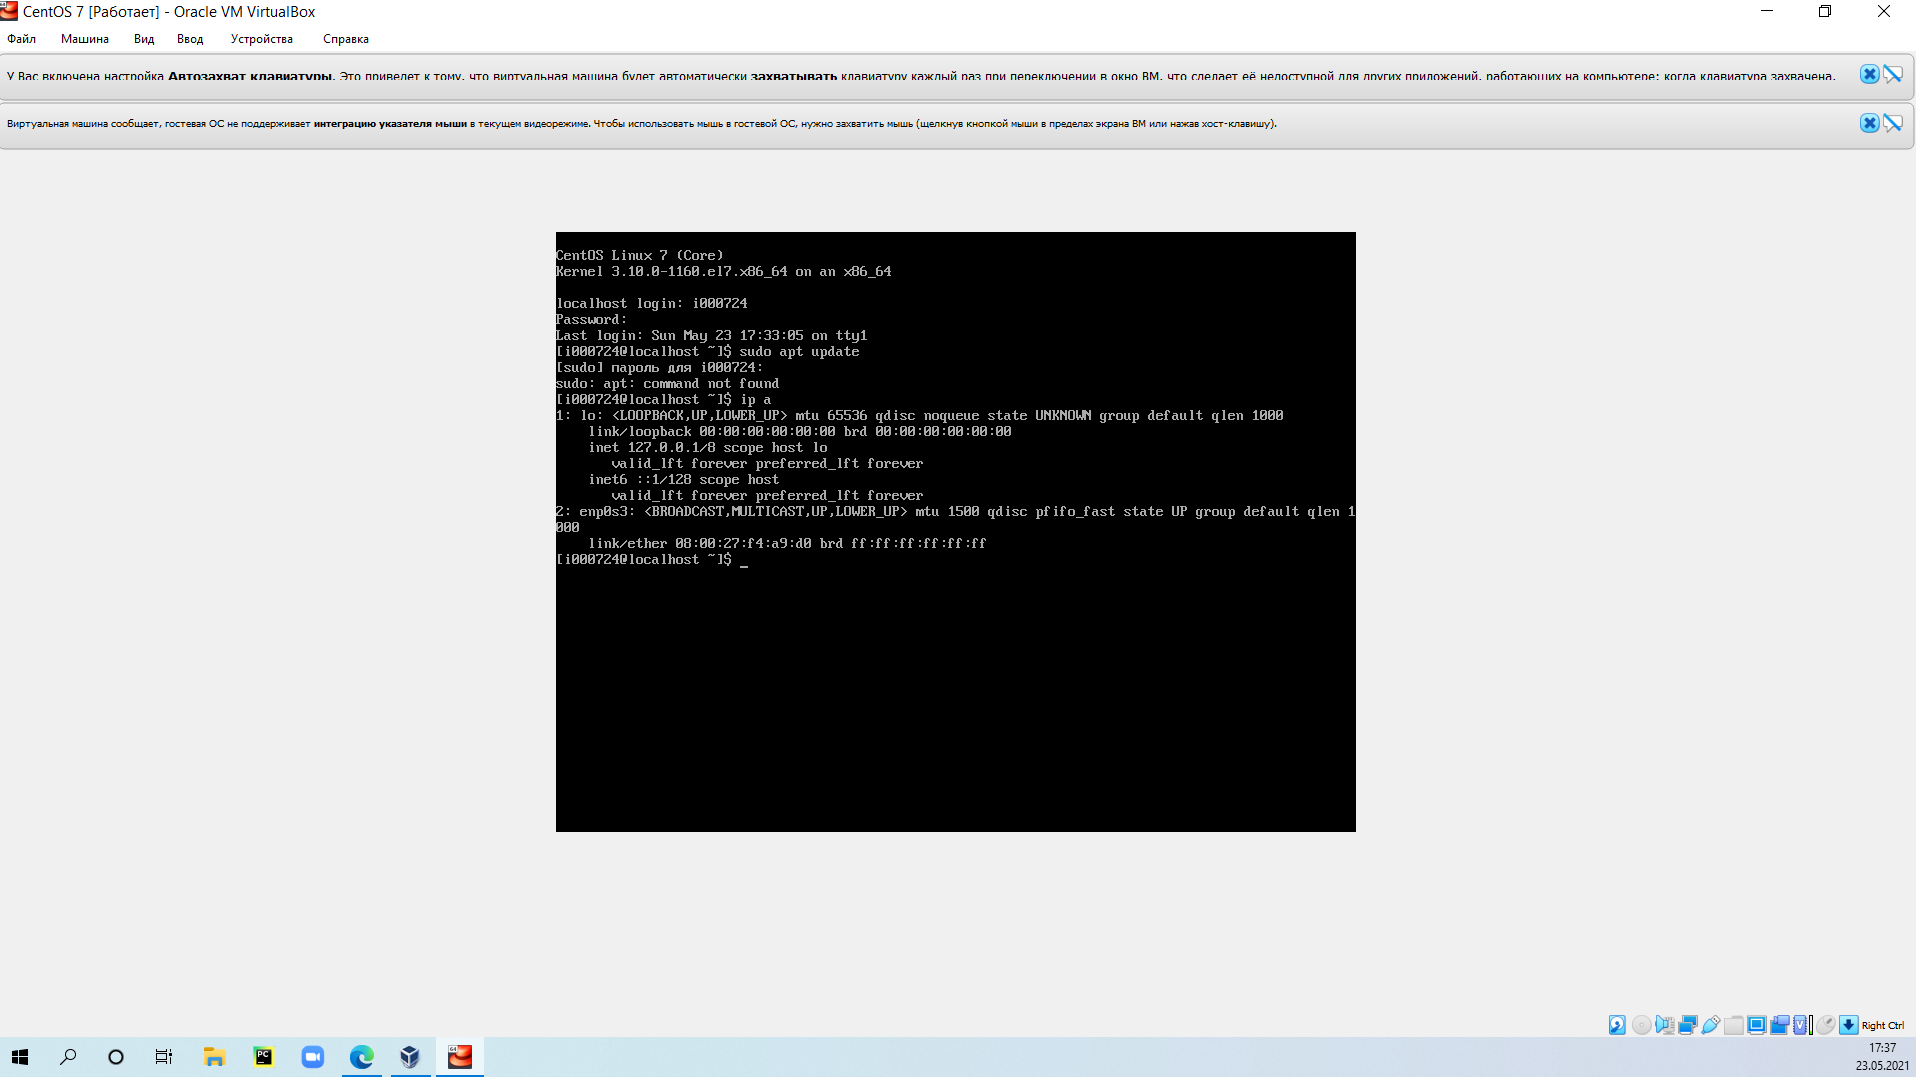 CentOS 7 [Работает] - Oracle VM VirtualBox
Файл Машина Вид Ввод Устройства Справка
У Вас включена настройка Автозахват клавиатуры. Это приведет к тому, что виртуальная машина будет автоматически захватывать клавиатуру каждый раз при переключении в окно ВМ, что сделает её недоступной для других приложений, работающих на компьютере: когда клавиатура захвачена,
Виртуальная машина сообщает, гостевая ОС не поддерживает интеграцию указателя мыши в текущем видеорежиме. Чтобы использовать мышь в гостевой ОС, нужно захватить мышь (щелкнув кнопкой мыши в пределах экрана ВМ или нажав хост-клавишу).
CentOS Linux 7 (Core)
Kernel 3.10.0-1160.el7.x86_64 on an x86_64
localhost login: i000724
Password:
Last login: Sun May 23 17:33:05 on tty1
[i000724@localhost ~]$ sudo apt update
[sudo] пароль для i000724:
sudo: apt: command not found
[i000724@localhost ~]$ ip a
1: lo: <LOOPBACK,UP,LOWER_UP> mtu 65536 qdisc noqueue state UNKNOWN group default qlen 1000
link/loopback 00:00:00:00:00:00 brd 00:00:00:00:00:00
inet 127.0.0.1/8 scope host lo
valid_lft forever preferred_lft forever
inet6 ::1/128 scope host
valid_lft forever preferred_lft forever
2: enp0s3: <BROADCAST,MULTICAST,UP,LOWER_UP> mtu 1500 qdisc pfifo_fast state UP group default qlen 1
000
link/ether 08:00:27:f4:a9:d0 brd ff:ff:ff:ff:ff:ff
[i000724@localhost ~]$ _
Right Ctrl
PC
64
17:37
23.05.2021